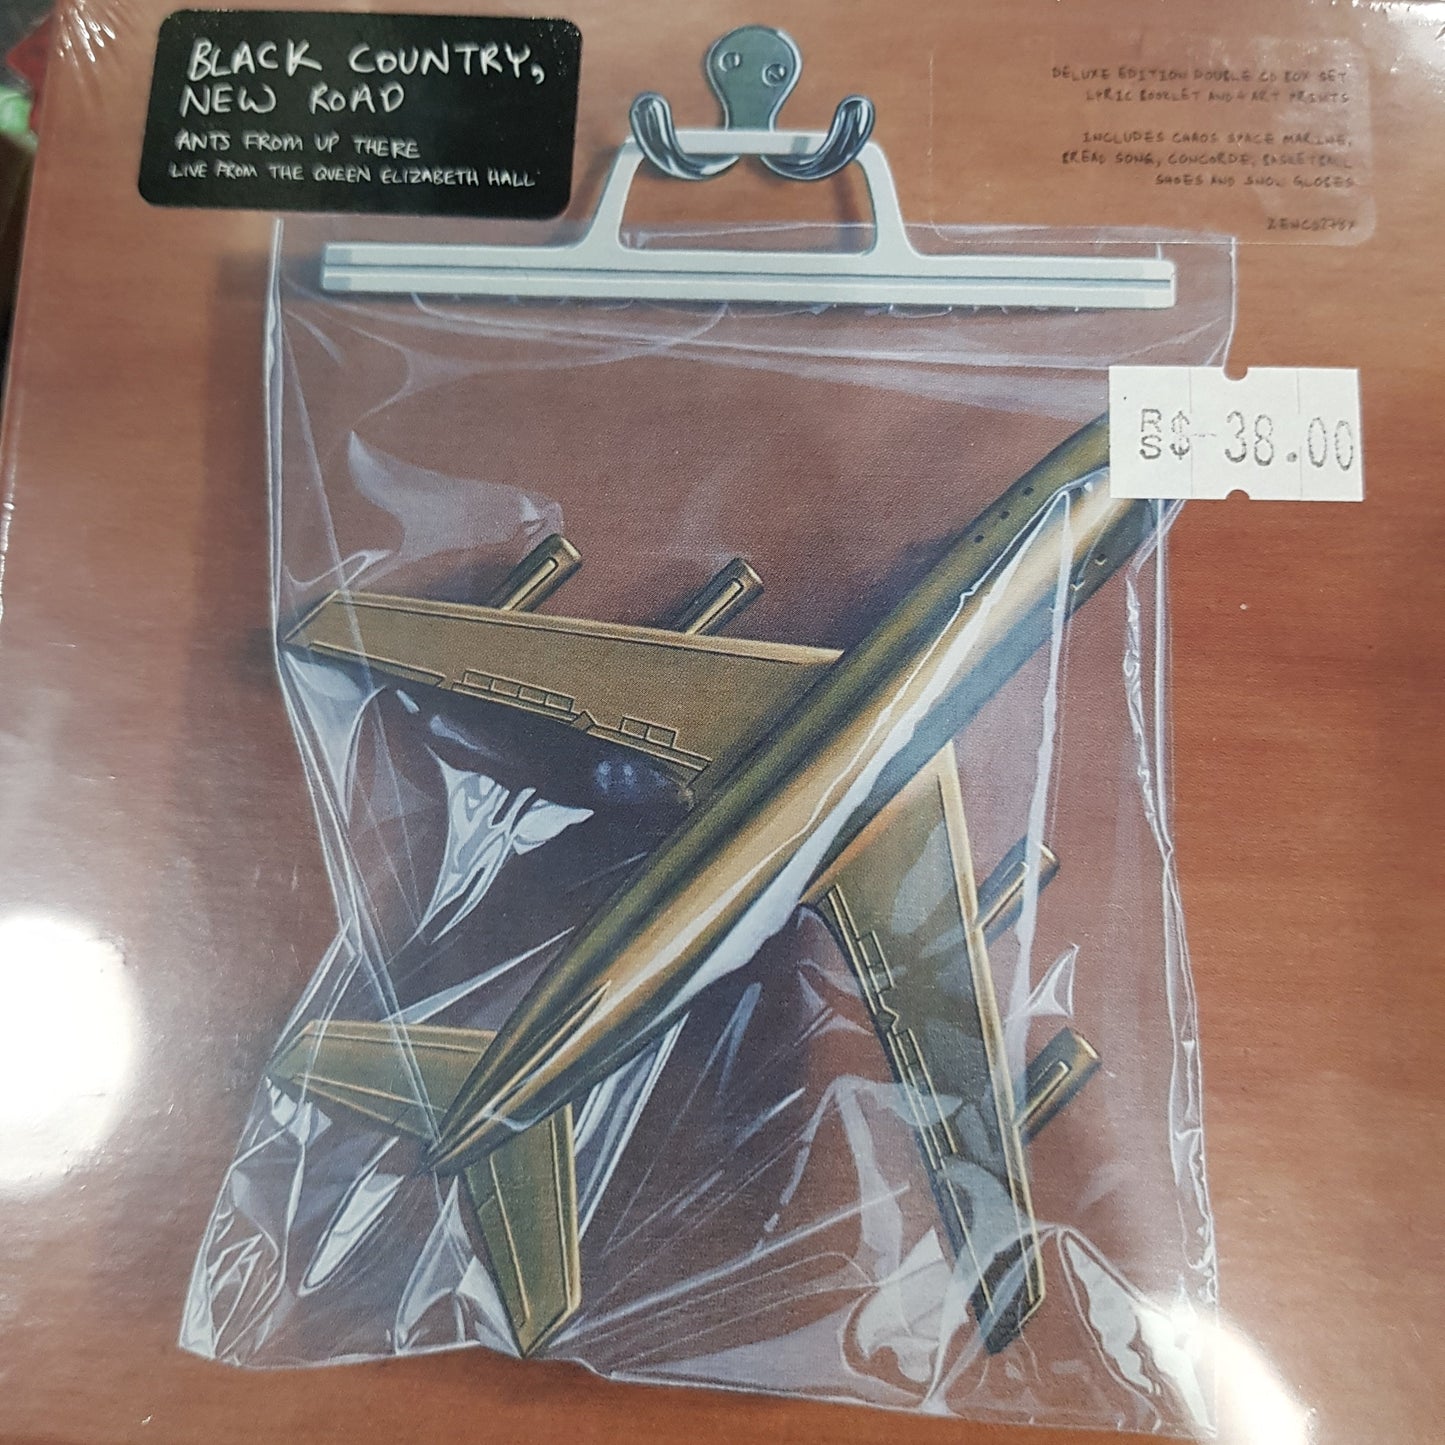 BLACK COUNTRY,
NEW ROAD
ANTS FROM UP THERE
LIVE FROM THE QUEEN ELIZABETH HALL
DELUXE EDITION DOUBLE CD BOX SET
LYRIC BOOKLET AND 4 ART PRINTS
INCLUDES CHAOS SPACE MARINE,
BREAD SONG, CONCORDE, BASKETBALL
SHOES AND SNOW GLOBES
RS$ 38.00